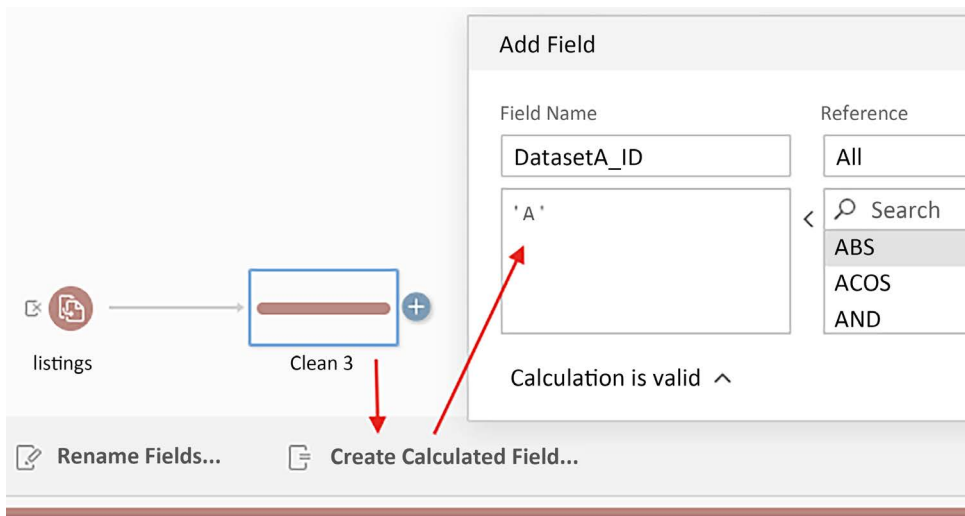 Add Field
Field Name
Reference
DatasetA_ID
All
'A'
Search
ABS
ACOS
AND
listings
Clean 3
Calculation is valid
Rename Fields...
Create Calculated Field...